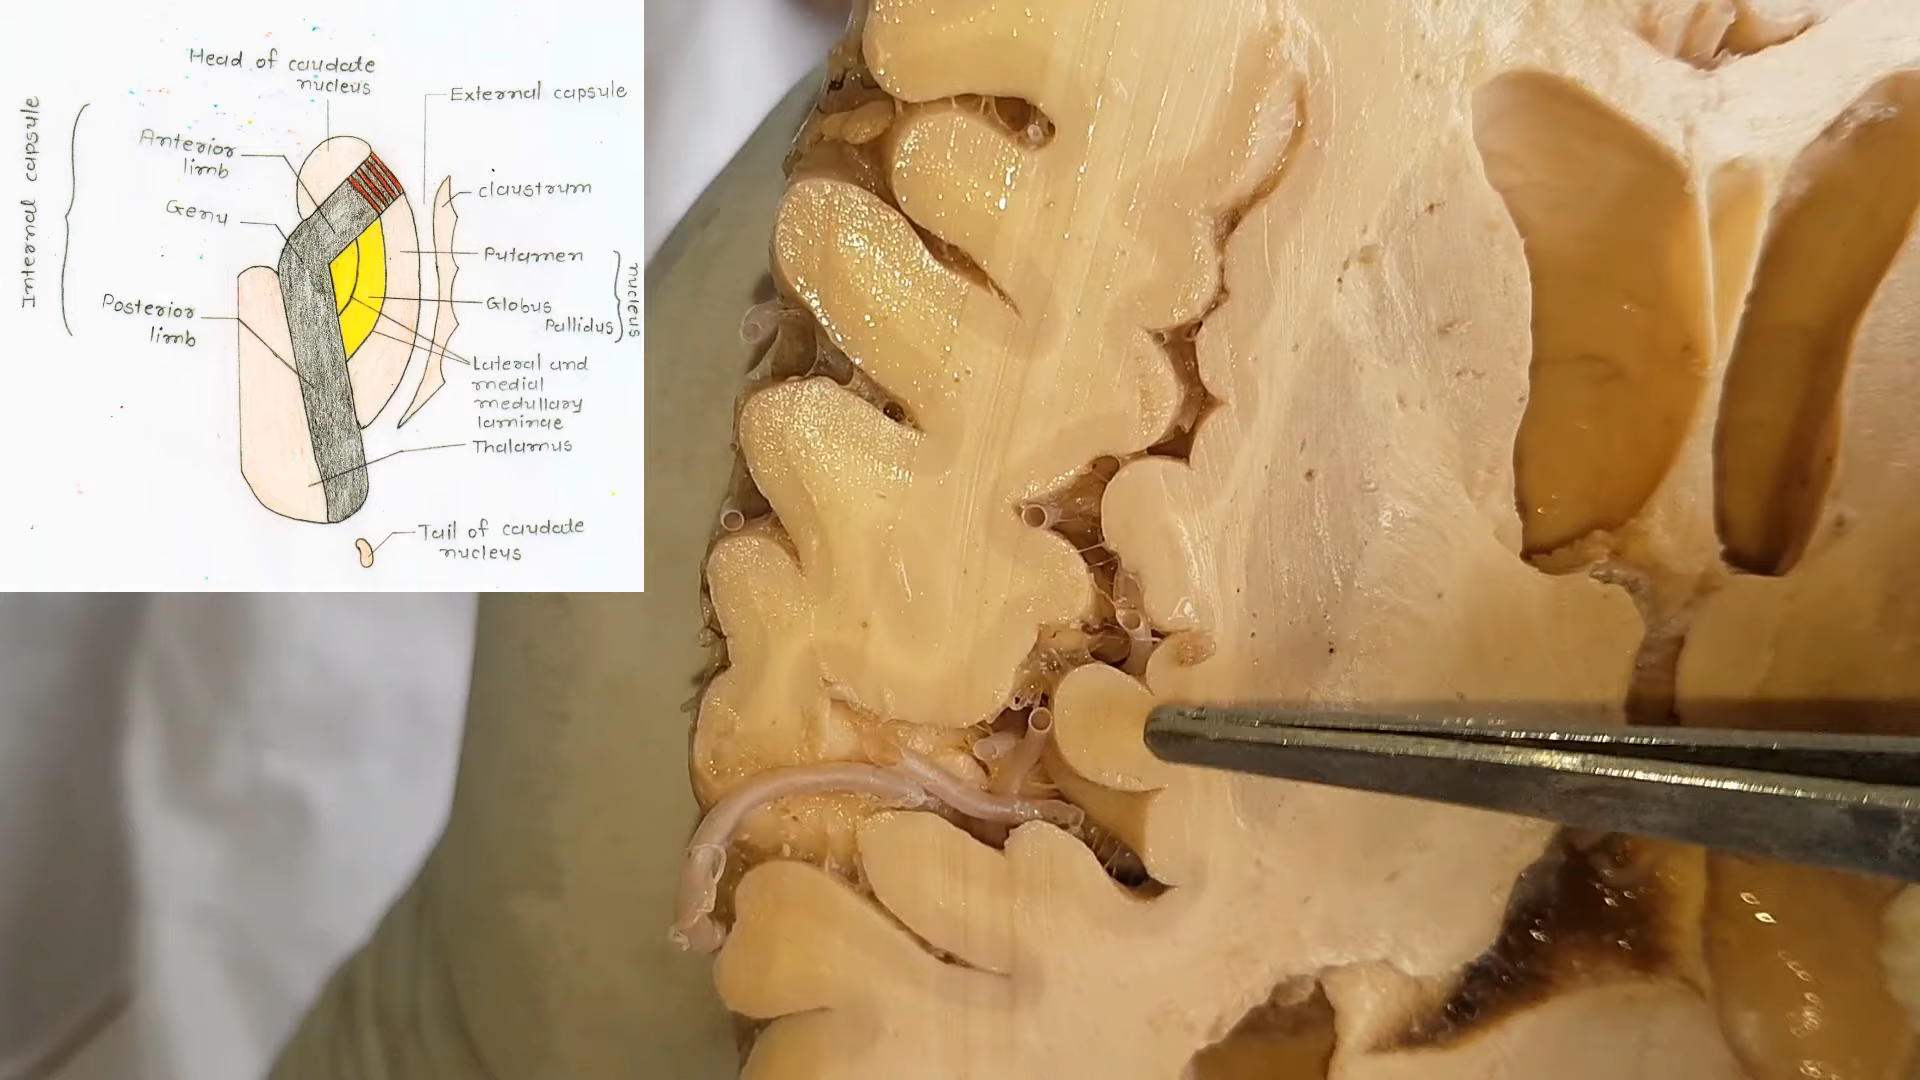 Head of caudate
nucleus
External capsule
Internal capsule
Anterior
limb
claustrum
Genu
Putamen
nucleus
Globus
Pallidus
Posterior
limb
Lateral and
medial
medullary
laminae
Thalamus
Tail of caudate
nucleus